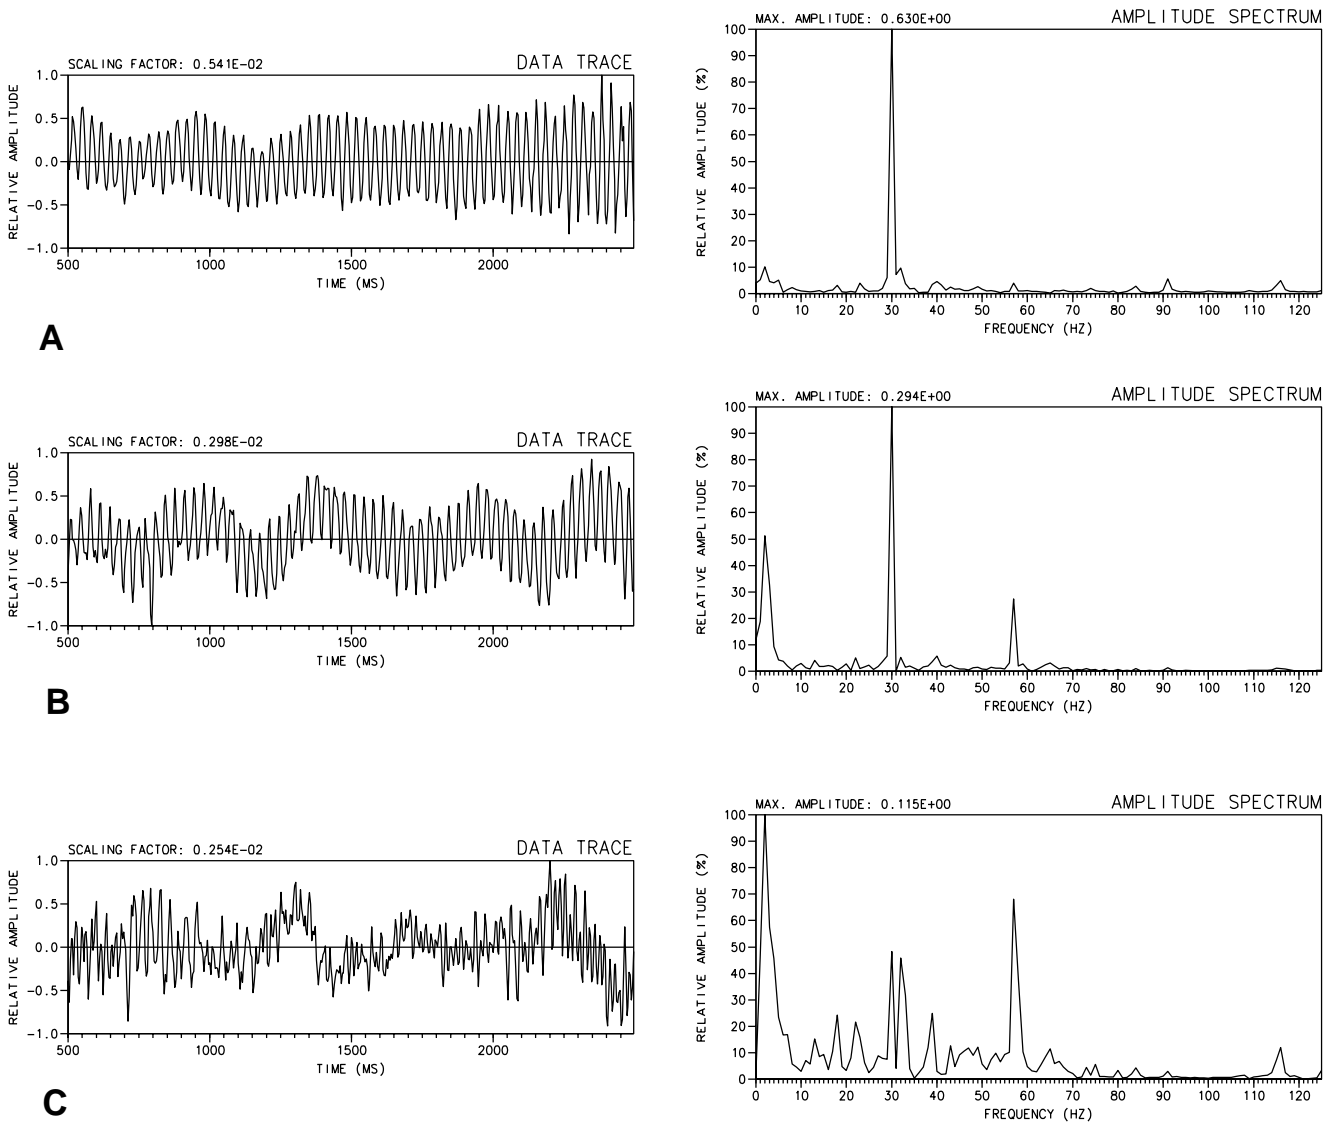 MAX. AMPLITUDE: 0.630E+00 AMPLITUDE SPECTRUM
SCALING FACTOR: 0.541E-02 DATA TRACE
RELATIVE AMPLITUDE
1.0
0.5
0.0
-0.5
-1.0
500 1000 1500 2000
TIME (MS)
RELATIVE AMPLITUDE (%)
100
90
80
70
60
50
40
30
20
10
0
0 10 20 30 40 50 60 70 80 90 100 110 120
FREQUENCY (HZ)
A
MAX. AMPLITUDE: 0.294E+00 AMPLITUDE SPECTRUM
SCALING FACTOR: 0.298E-02 DATA TRACE
RELATIVE AMPLITUDE
1.0
0.5
0.0
-0.5
-1.0
500 1000 1500 2000
TIME (MS)
RELATIVE AMPLITUDE (%)
100
90
80
70
60
50
40
30
20
10
0
0 10 20 30 40 50 60 70 80 90 100 110 120
FREQUENCY (HZ)
B
MAX. AMPLITUDE: 0.115E+00 AMPLITUDE SPECTRUM
SCALING FACTOR: 0.254E-02 DATA TRACE
RELATIVE AMPLITUDE
1.0
0.5
0.0
-0.5
-1.0
500 1000 1500 2000
TIME (MS)
RELATIVE AMPLITUDE (%)
100
90
80
70
60
50
40
30
20
10
0
0 10 20 30 40 50 60 70 80 90 100 110 120
FREQUENCY (HZ)
C